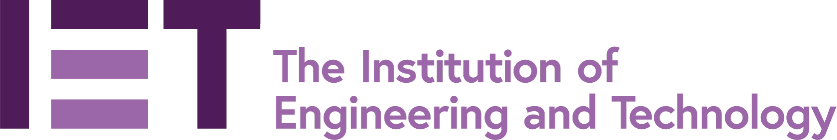 IET
The Institution of
Engineering and Technology